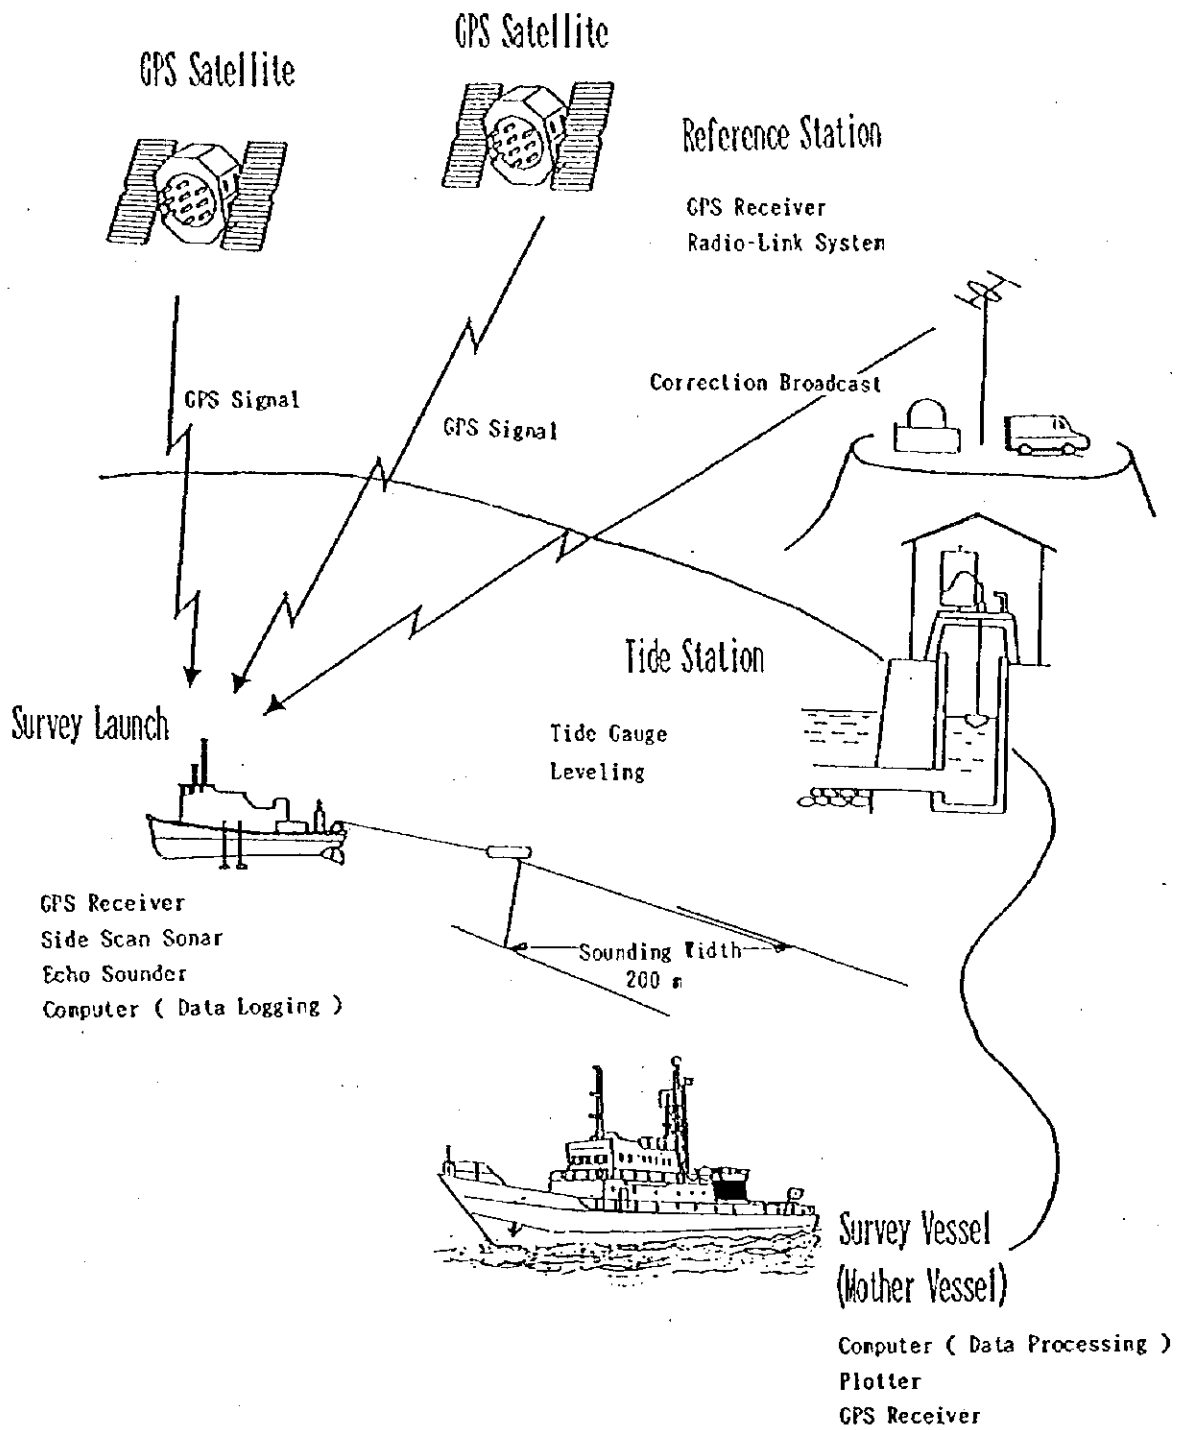 GPS Satellite
GPS Satellite
Reference Station
GPS Receiver
Radio-Link System
Correction Broadcast
GPS Signal
GPS Signal
Tide Station
Tide Gauge
Leveling
Survey Launch
GPS Receiver
Side Scan Sonar
Echo Sounder
Computer ( Data Logging )
Sounding Width
200 m
Survey Vessel
(Mother Vessel)
Computer ( Data Processing )
Plotter
GPS Receiver